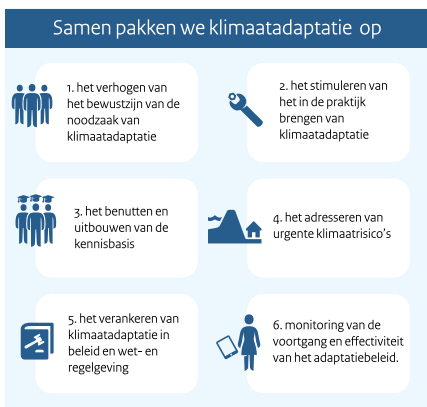 Samen pakken we klimaatadaptatie op
1. het verhogen van
het bewustzijn van de
noodzaak van
klimaatadaptatie
2. het stimuleren van
het in de praktijk
brengen van
klimaatadaptatie
3. het benutten en
uitbouwen van de
kennisbasis
4. het adresseren van
urgente klimaatrisico's
5. het verankeren van
klimaatadaptatie in
beleid en wet- en
regelgeving
6. monitoring van de
voortgang en effectiviteit
van het adaptatiebeleid.